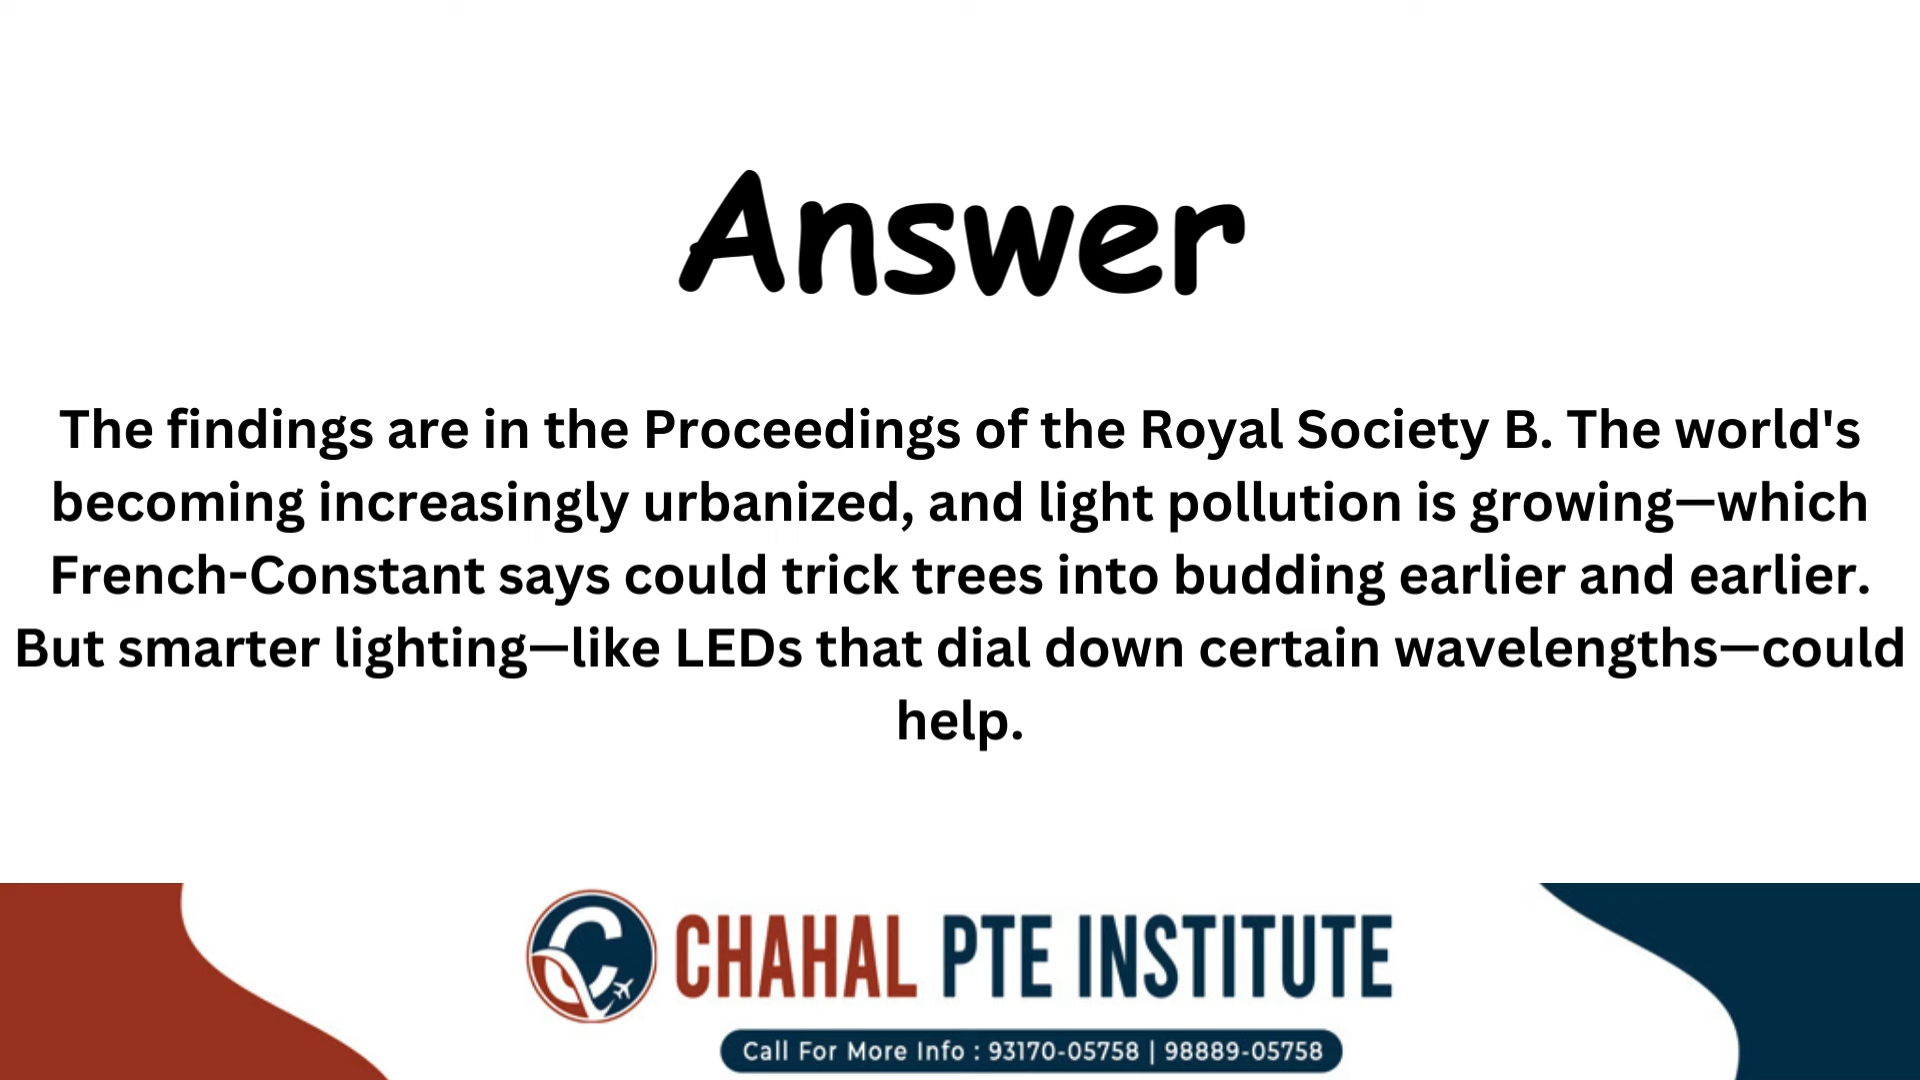 Answer
The findings are in the Proceedings of the Royal Society B. The world's
becoming increasingly urbanized, and light pollution is growing—which
French-Constant says could trick trees into budding earlier and earlier.
But smarter lighting—like LEDs that dial down certain wavelengths—could
help.
CHAHAL PTE INSTITUTE
Call For More Info : 93170-05758 | 98889-05758